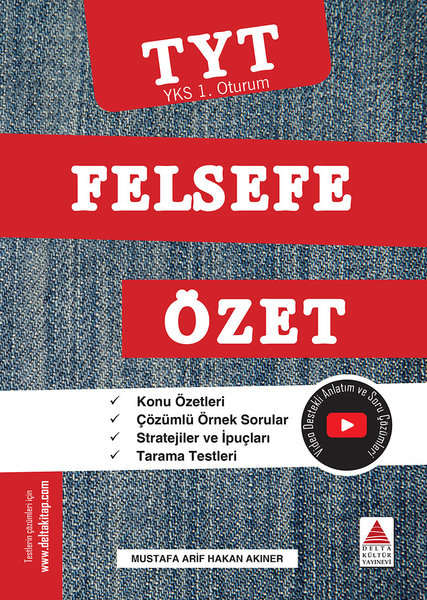 TYT
YKS 1. Oturum
FELSEFE
ÖZET
Konu Özetleri
Çözümlü Örnek Sorular
Stratejiler ve İpuçları
Tarama Testleri
Video Destekli Anlatım ve Soru Çözümleri
Testlerin çözümleri için
www.deltakitap.com
MUSTAFA ARİF HAKAN AKINER
DELTA
KÜLTÜR
YAYINEVİ